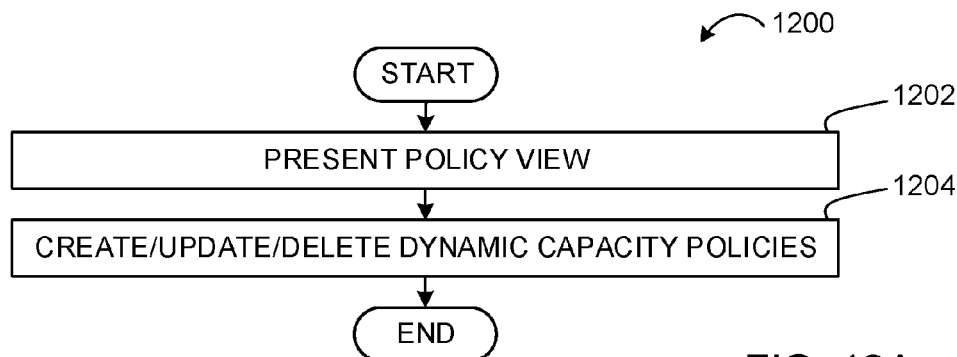 1200
START
1202
PRESENT POLICY VIEW
1204
CREATE/UPDATE/DELETE DYNAMIC CAPACITY POLICIES
END